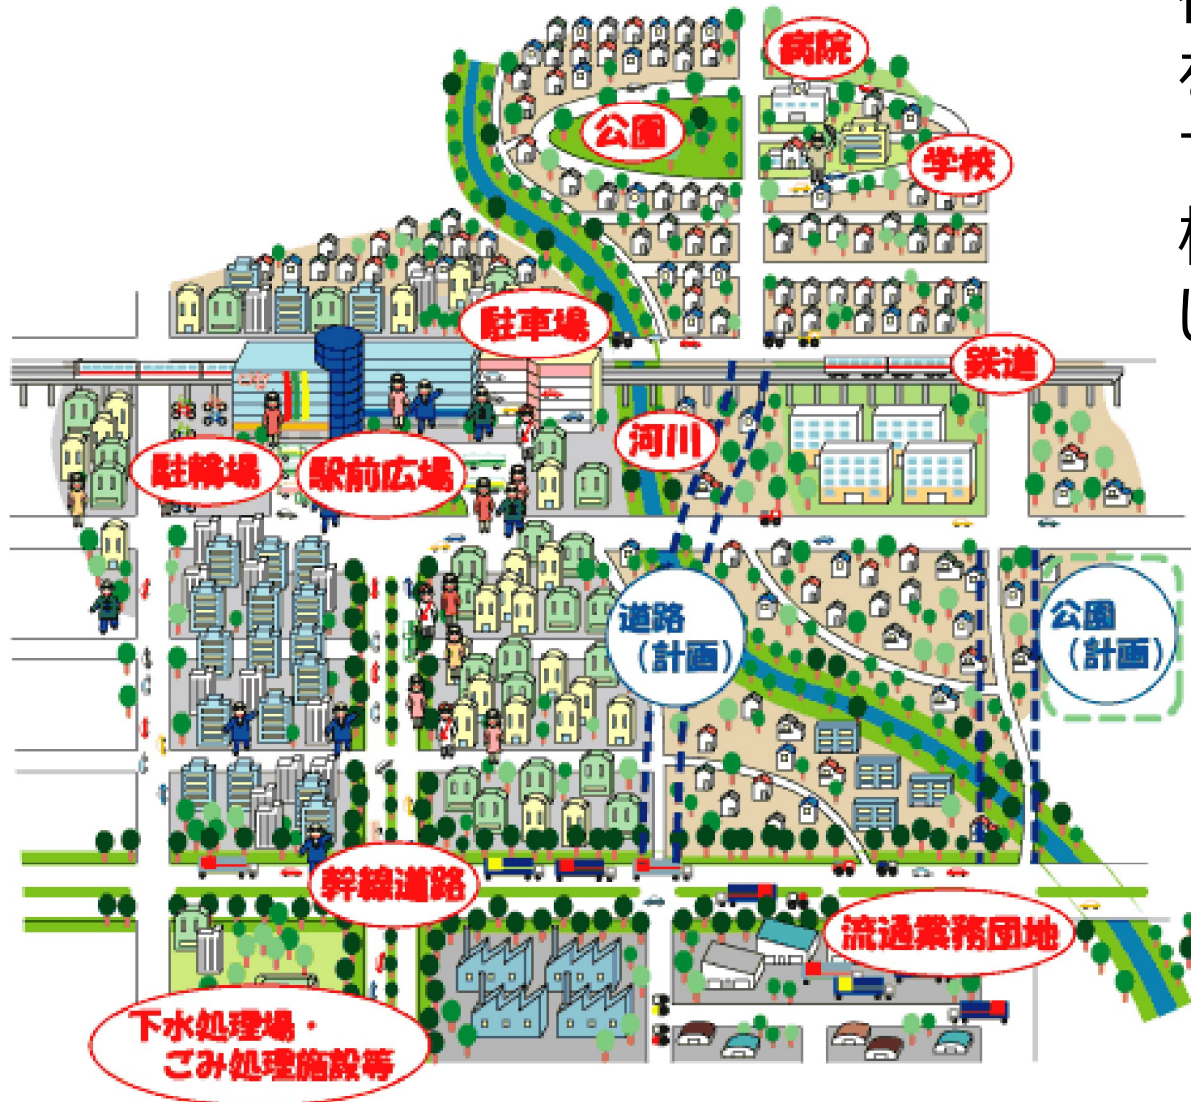 病院
公園
学校
駐車場
鉄道
河川
駐輪場
駅前広場
道路
（計画）
公園
（計画）
幹線道路
流通業務団地
下水処理場・
ごみ処理施設等